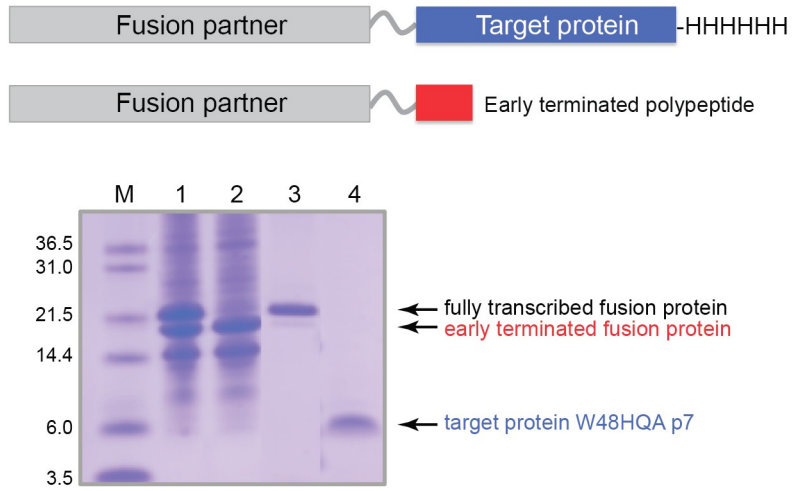 Fusion partner Target protein -HHHHHH
Fusion partner Early terminated polypeptide
M 1 2 3 4
36.5
31.0
21.5
14.4
6.0
3.5
fully transcribed fusion protein
early terminated fusion protein
target protein W48HQA p7